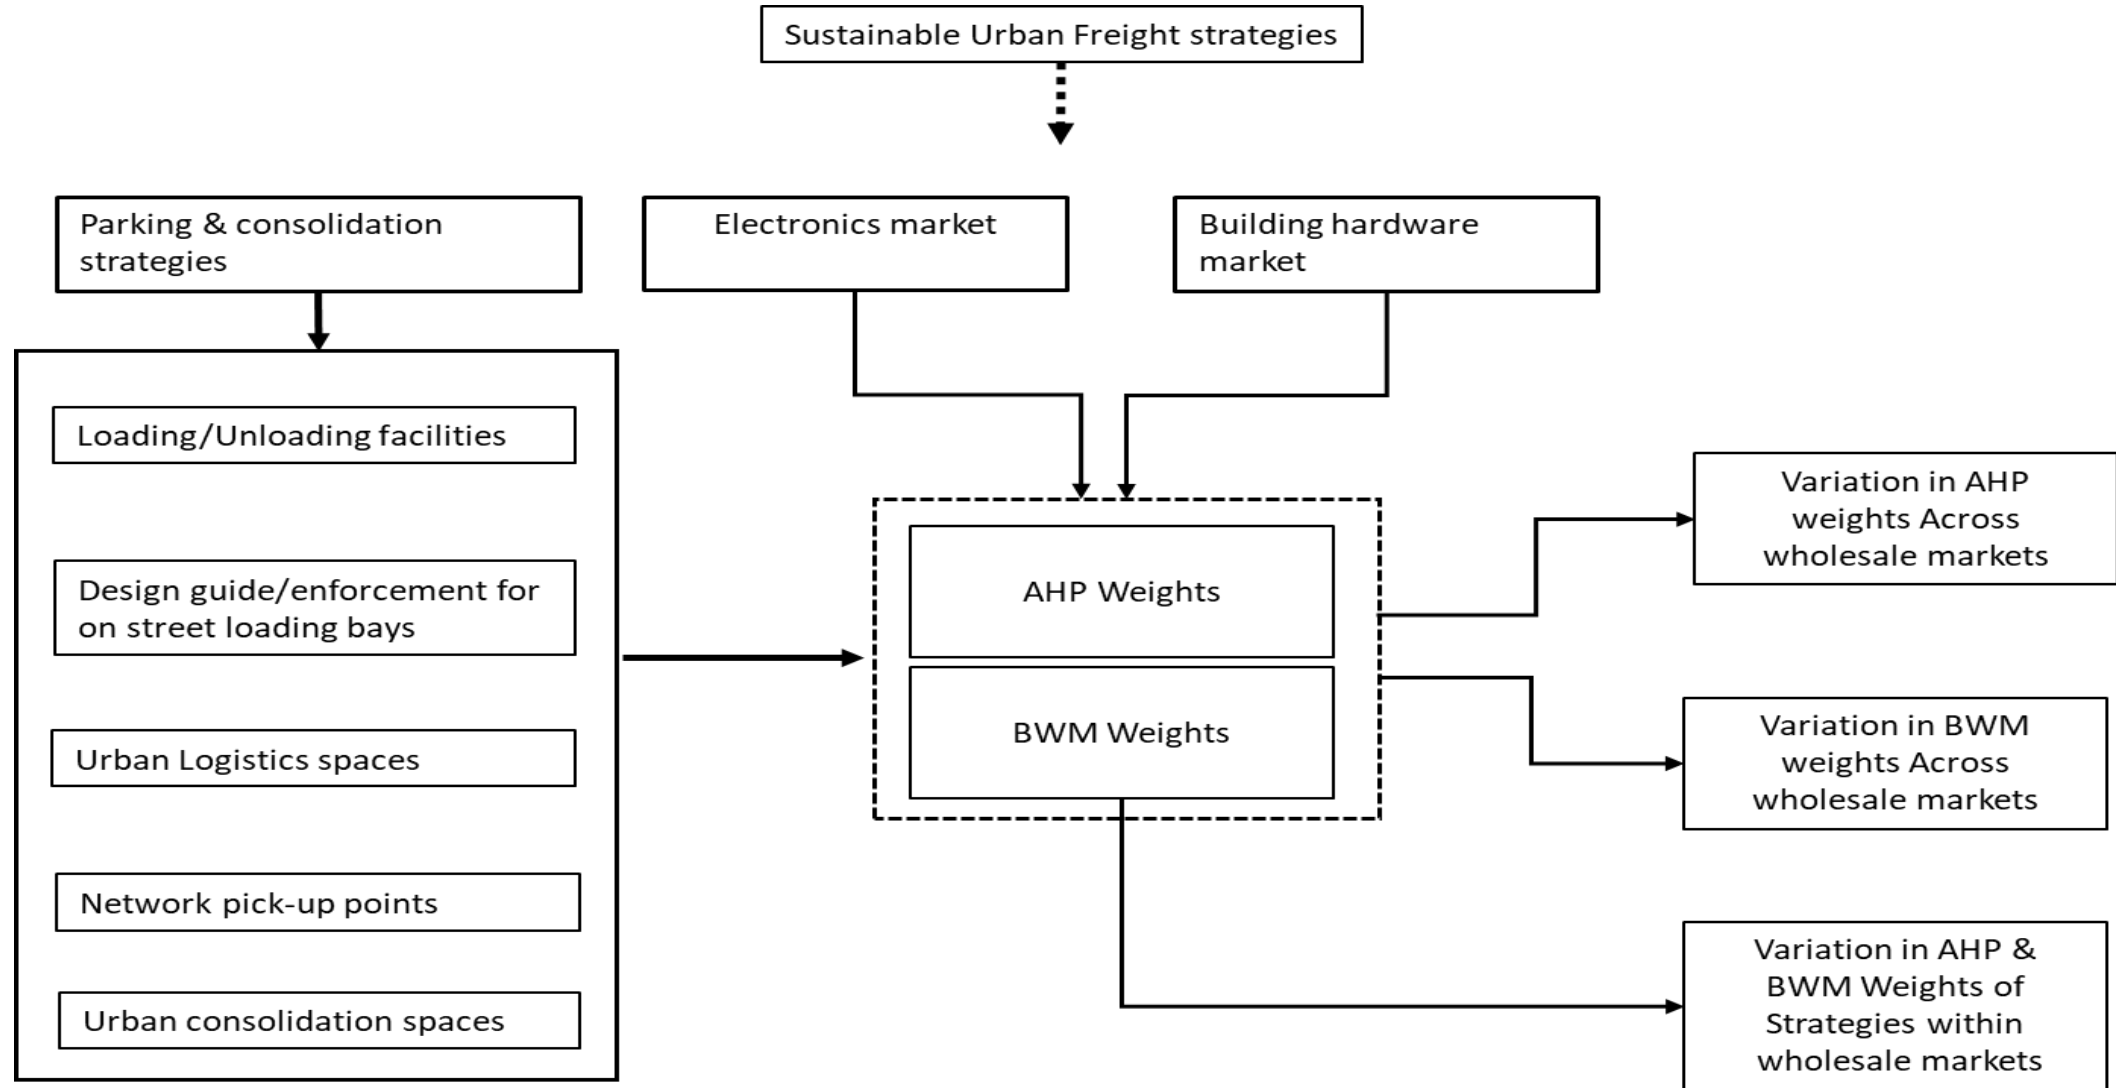 Sustainable Urban Freight strategies
Parking & consolidation
strategies
Electronics market
Building hardware
market
Loading/Unloading facilities
Design guide/enforcement for
on street loading bays
Urban Logistics spaces
Network pick-up points
Urban consolidation spaces
AHP Weights
BWM Weights
Variation in AHP
weights Across
wholesale markets
Variation in BWM
weights Across
wholesale markets
Variation in AHP &
BWM Weights of
Strategies within
wholesale markets